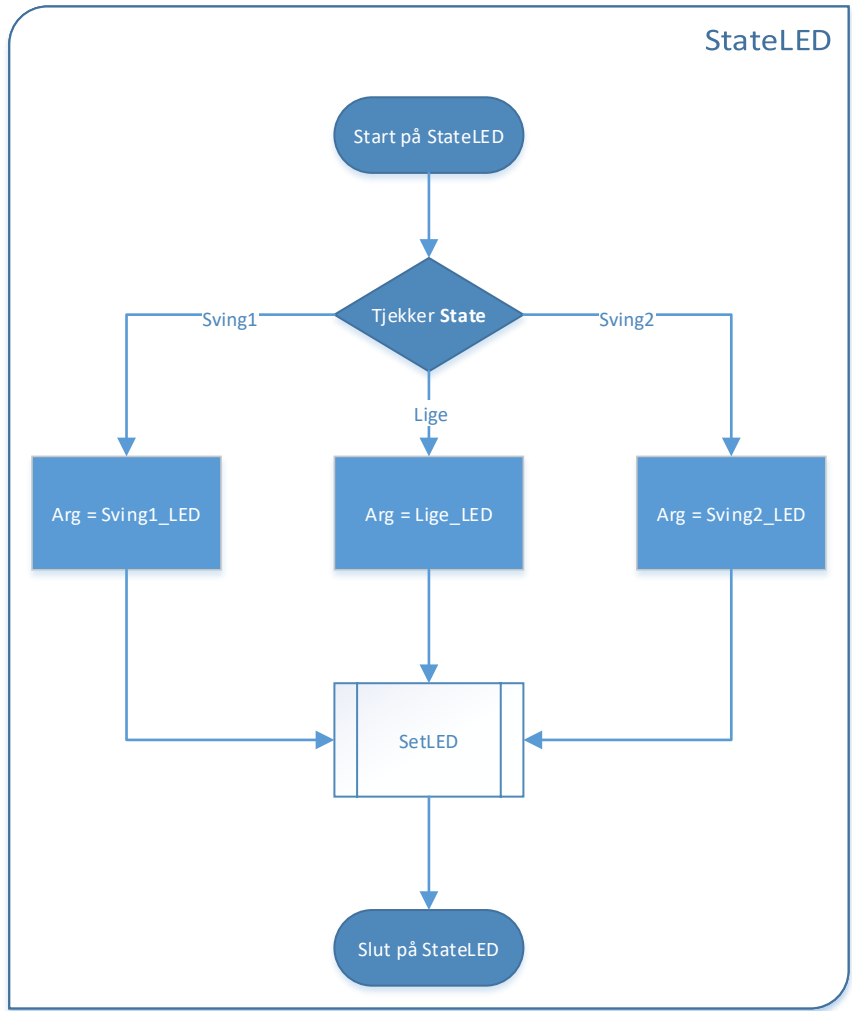 StateLED
Start på StateLED
Tjekker State
Sving1
Sving2
Lige
Arg = Sving1_LED
Arg = Lige_LED
Arg = Sving2_LED
SetLED
Slut på StateLED